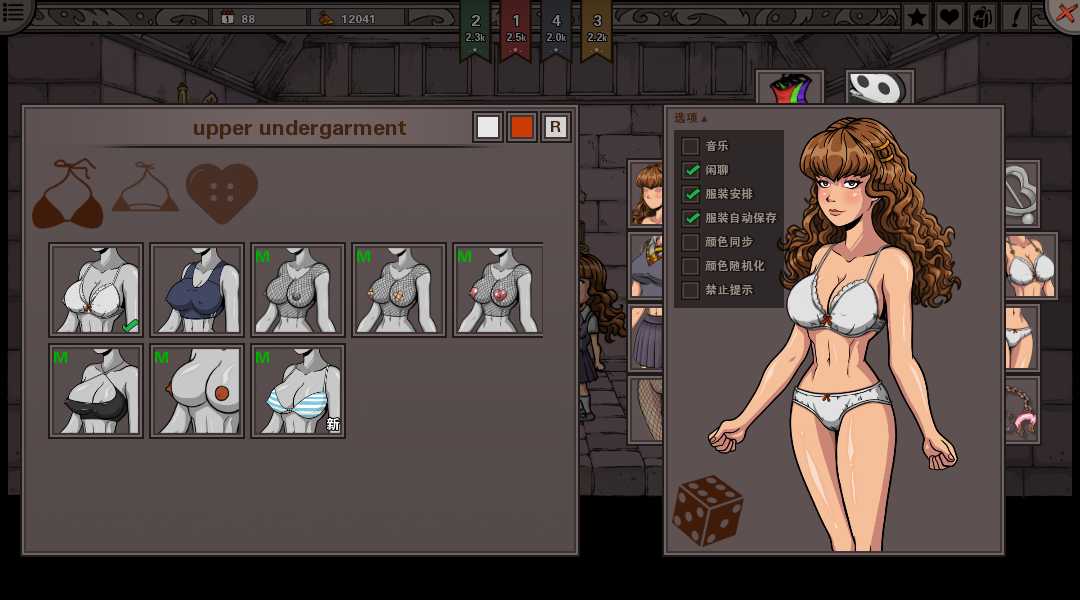 1 88
12041
2
2.3k
1
2.5k
4
2.0k
3
2.2k
upper undergarment
R
M
M
M
M
M
M
新
选项
音乐
闲聊
服装安排
服装自动保存
颜色同步
颜色随机化
禁止提示